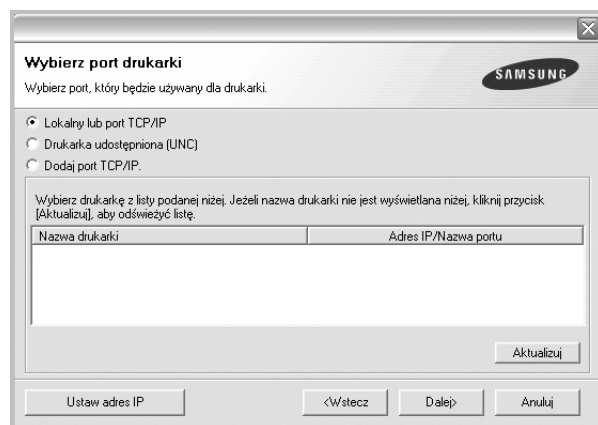 Wybierz port drukarki
Wybierz port, który będzie używany dla drukarki.
SAMSUNG
Lokalny lub port TCP/IP
Drukarka udostępniona (UNC)
Dodaj port TCP/IP.
Wybierz drukarkę z listy podanej niżej. Jeżeli nazwa drukarki nie jest wyświetlana niżej, kliknij przycisk
[Aktualizuj], aby odświeżyć listę.
Nazwa drukarki Adres IP/Nazwa portu
Aktualizuj
Ustaw adres IP <Wstecz Dalej> Anuluj